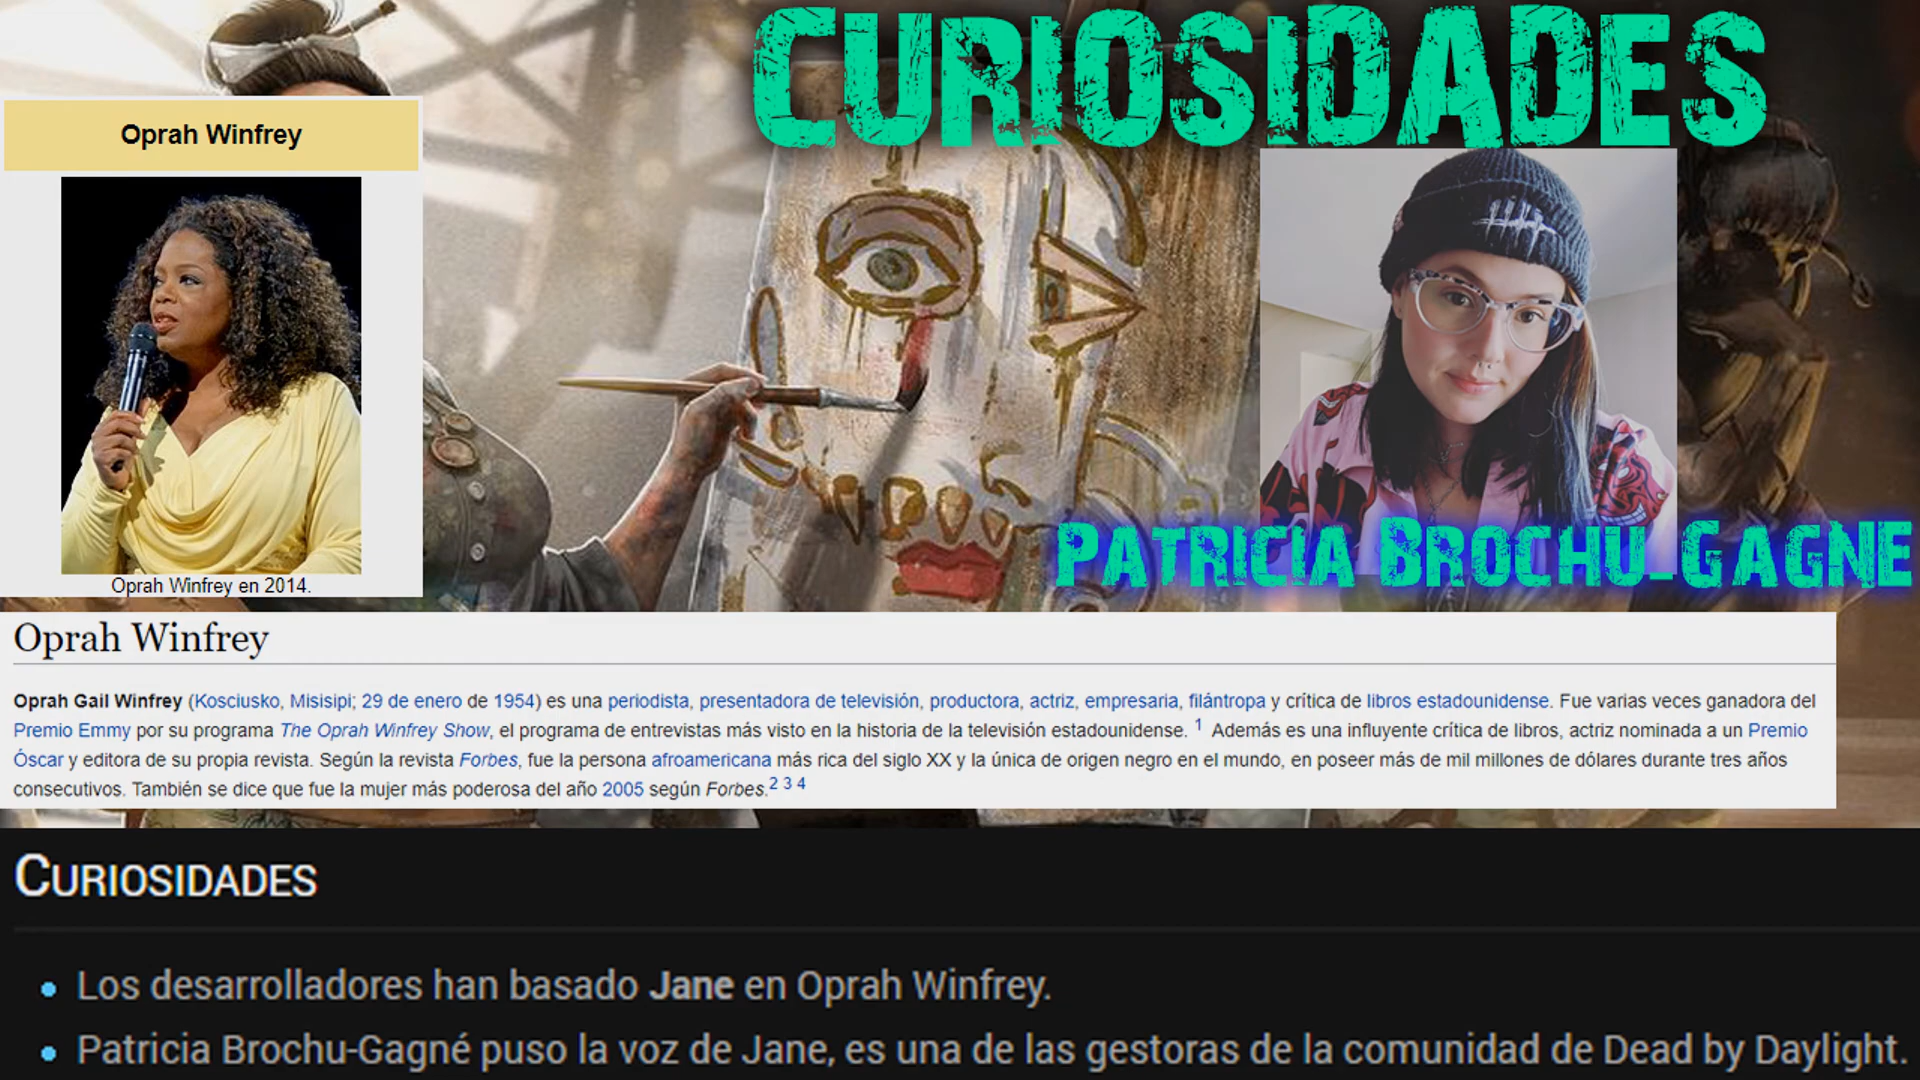 CURIOSIDADES
Oprah Winfrey
Oprah Winfrey en 2014.
PATRICIA BROCHU-GAGNE
Oprah Winfrey
Oprah Gail Winfrey (Kosciusko, Misisipi; 29 de enero de 1954) es una periodista, presentadora de televisión, productora, actriz, empresaria, filántropa y crítica de libros estadounidense. Fue varias veces ganadora del
Premio Emmy por su programa The Oprah Winfrey Show, el programa de entrevistas más visto en la historia de la televisión estadounidense. 1 Además es una influyente crítica de libros, actriz nominada a un Premio
Óscar y editora de su propia revista. Según la revista Forbes, fue la persona afroamericana más rica del siglo XX y la única de origen negro en el mundo, en poseer más de mil millones de dólares durante tres años
consecutivos. También se dice que fue la mujer más poderosa del año 2005 según Forbes.2 3 4
CURIOSIDADES
• Los desarrolladores han basado Jane en Oprah Winfrey.
• Patricia Brochu-Gagné puso la voz de Jane, es una de las gestoras de la comunidad de Dead by Daylight.